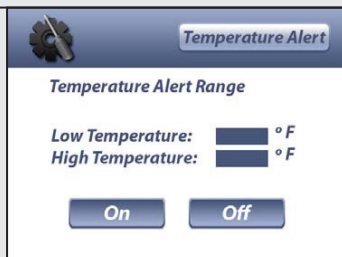 Temperature Alert
Temperature Alert Range
Low Temperature: º F
High Temperature: º F
On Off